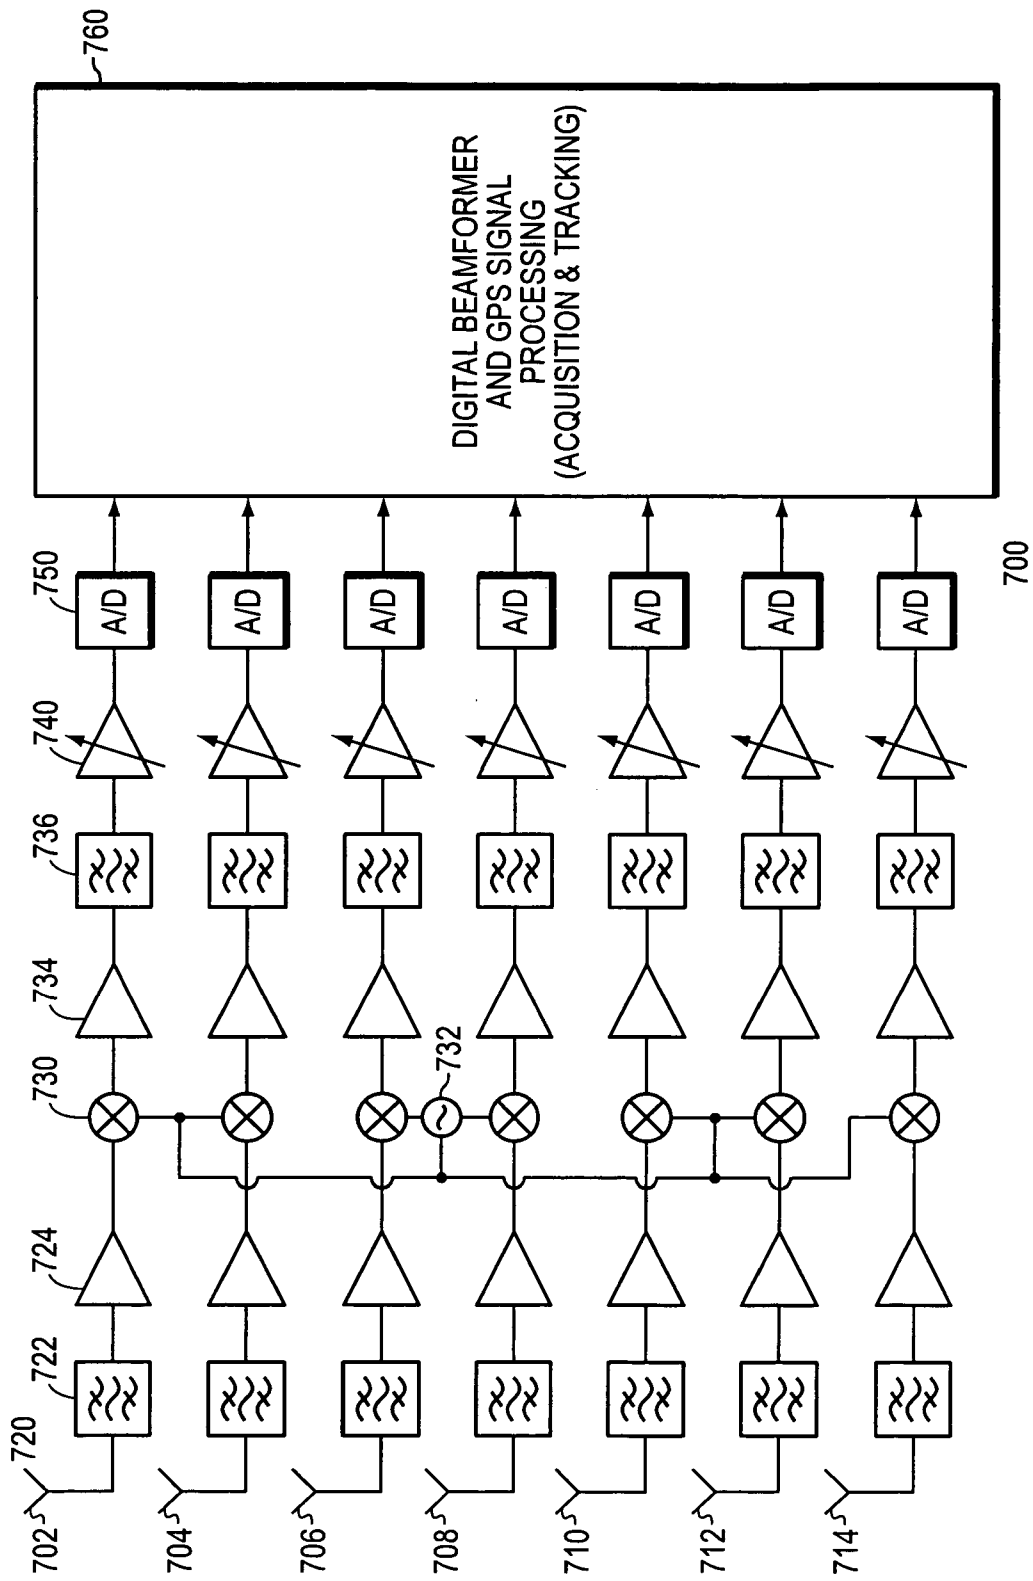 760
DIGITAL BEAMFORMER
AND GPS SIGNAL
PROCESSING
(ACQUISITION & TRACKING)
700
750
A/D
A/D
A/D
A/D
A/D
A/D
A/D
740
736
734
730
732
724
722
720
702
704
706
708
710
712
714